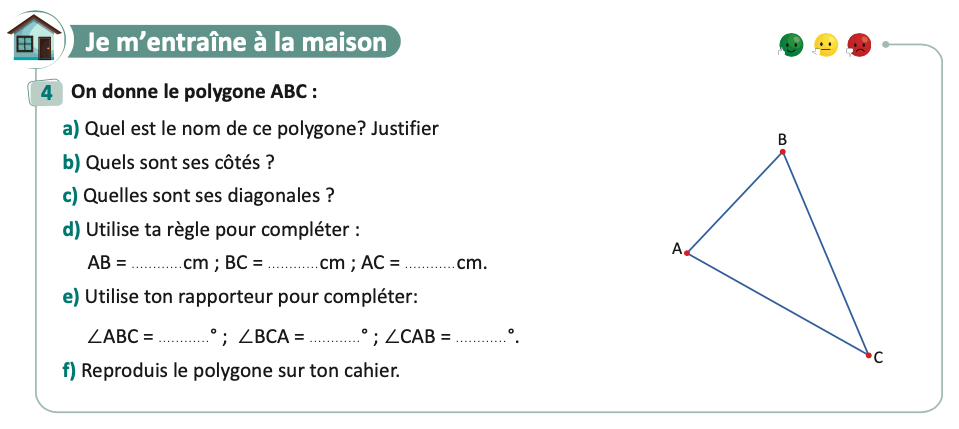 Je m’entraîne à la maison
4 On donne le polygone ABC :
a) Quel est le nom de ce polygone? Justifier
b) Quels sont ses côtés ?
c) Quelles sont ses diagonales ?
d) Utilise ta règle pour compléter :
AB = ............cm ; BC = ............cm ; AC = ............cm.
e) Utilise ton rapporteur pour compléter:
∠ABC = ............° ; ∠BCA = ............° ; ∠CAB = ............°.
f) Reproduis le polygone sur ton cahier.
B
A
C